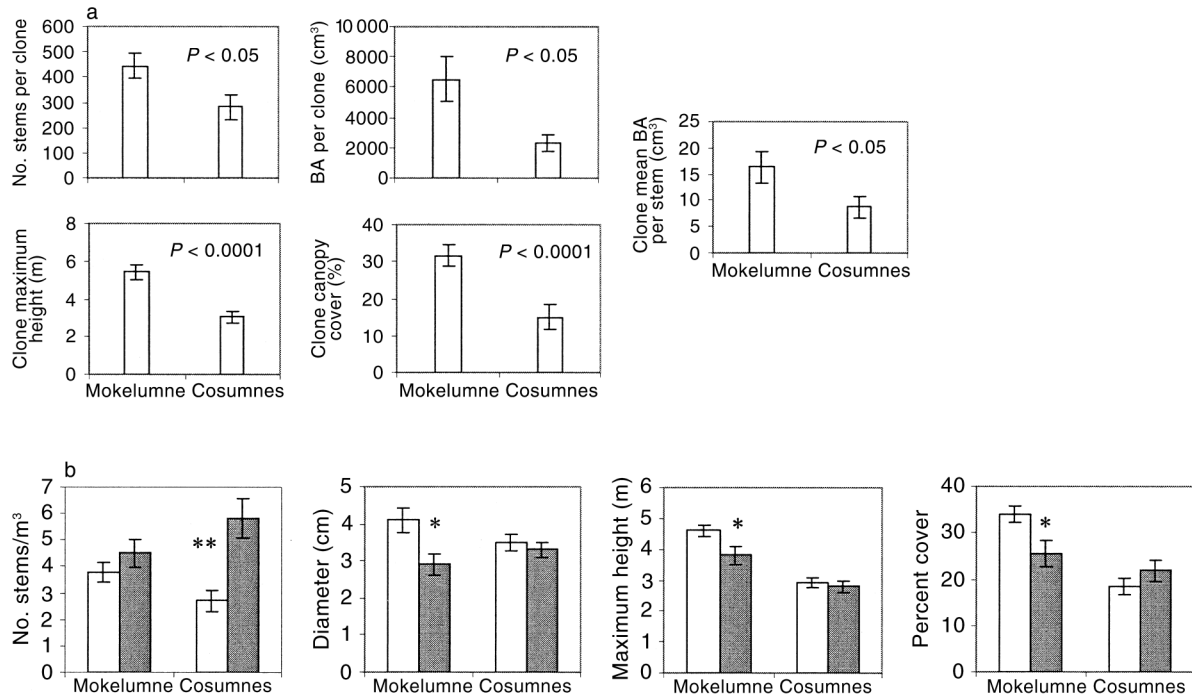 a
No. stems per clone
600
500
400
300
200
100
0
P < 0.05
BA per clone (cm³)
10 000
8000
6000
4000
2000
0
P < 0.05
Clone mean BA
per stem (cm³)
25
20
15
10
5
0
P < 0.05
Mokelumne Cosumnes
Clone maximum
height (m)
8
6
4
2
0
P < 0.0001
Mokelumne Cosumnes
Clone canopy
cover (%)
40
30
20
10
0
P < 0.0001
Mokelumne Cosumnes
b
No. stems/m³
7
6
5
4
3
2
1
0
**
Mokelumne Cosumnes
Diameter (cm)
5
4
3
2
1
0
*
Mokelumne Cosumnes
Maximum height (m)
6
5
4
3
2
1
0
*
Mokelumne Cosumnes
Percent cover
40
30
20
10
0
*
Mokelumne Cosumnes